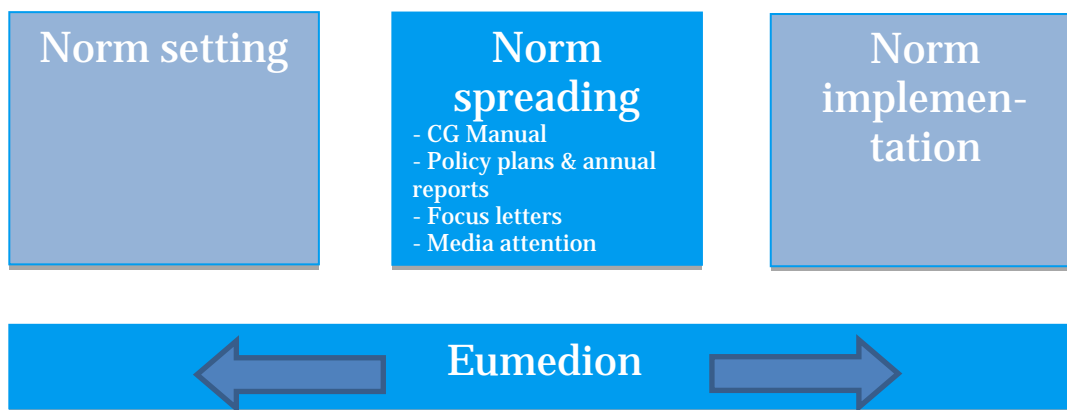 Norm setting
Norm
spreading
- CG Manual
- Policy plans & annual
reports
- Focus letters
- Media attention
Norm
implemen-
tation
Eumedion